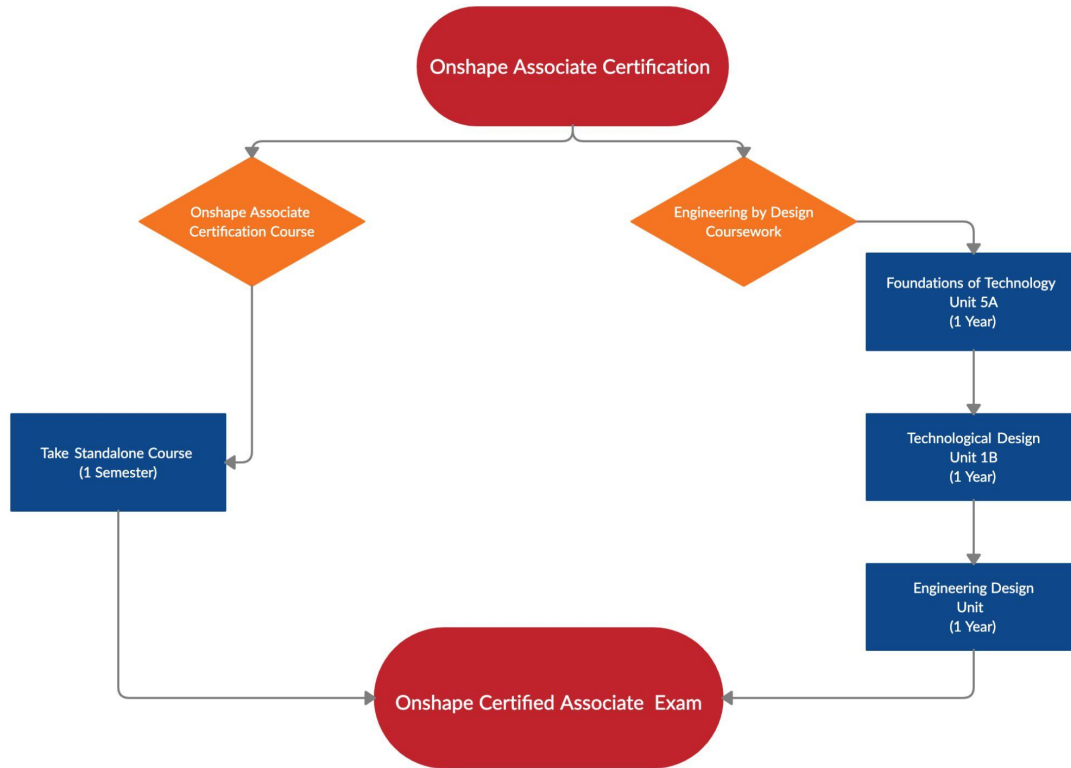 Onshape Associate Certification
Onshape Associate
Certification Course
Engineering by Design
Coursework
Foundations of Technology
Unit 5A
(1 Year)
Take Standalone Course
(1 Semester)
Technological Design
Unit 1B
(1 Year)
Engineering Design
Unit
(1 Year)
Onshape Certified Associate Exam